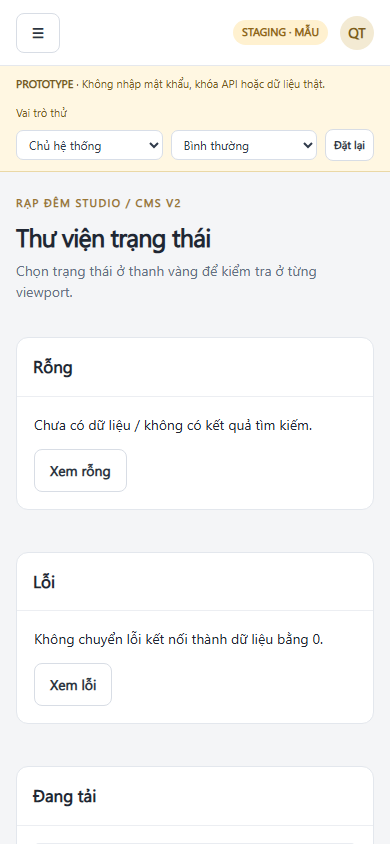 ☰
STAGING · MẪU
QT
PROTOTYPE · Không nhập mật khẩu, khóa API hoặc dữ liệu thật.
Vai trò thử
Chủ hệ thống
Bình thường
Đặt lại
RẠP ĐÊM STUDIO / CMS V2
Thư viện trạng thái
Chọn trạng thái ở thanh vàng để kiểm tra ở từng
viewport.
Rỗng
Chưa có dữ liệu / không có kết quả tìm kiếm.
Xem rỗng
Lỗi
Không chuyển lỗi kết nối thành dữ liệu bằng 0.
Xem lỗi
Đang tải